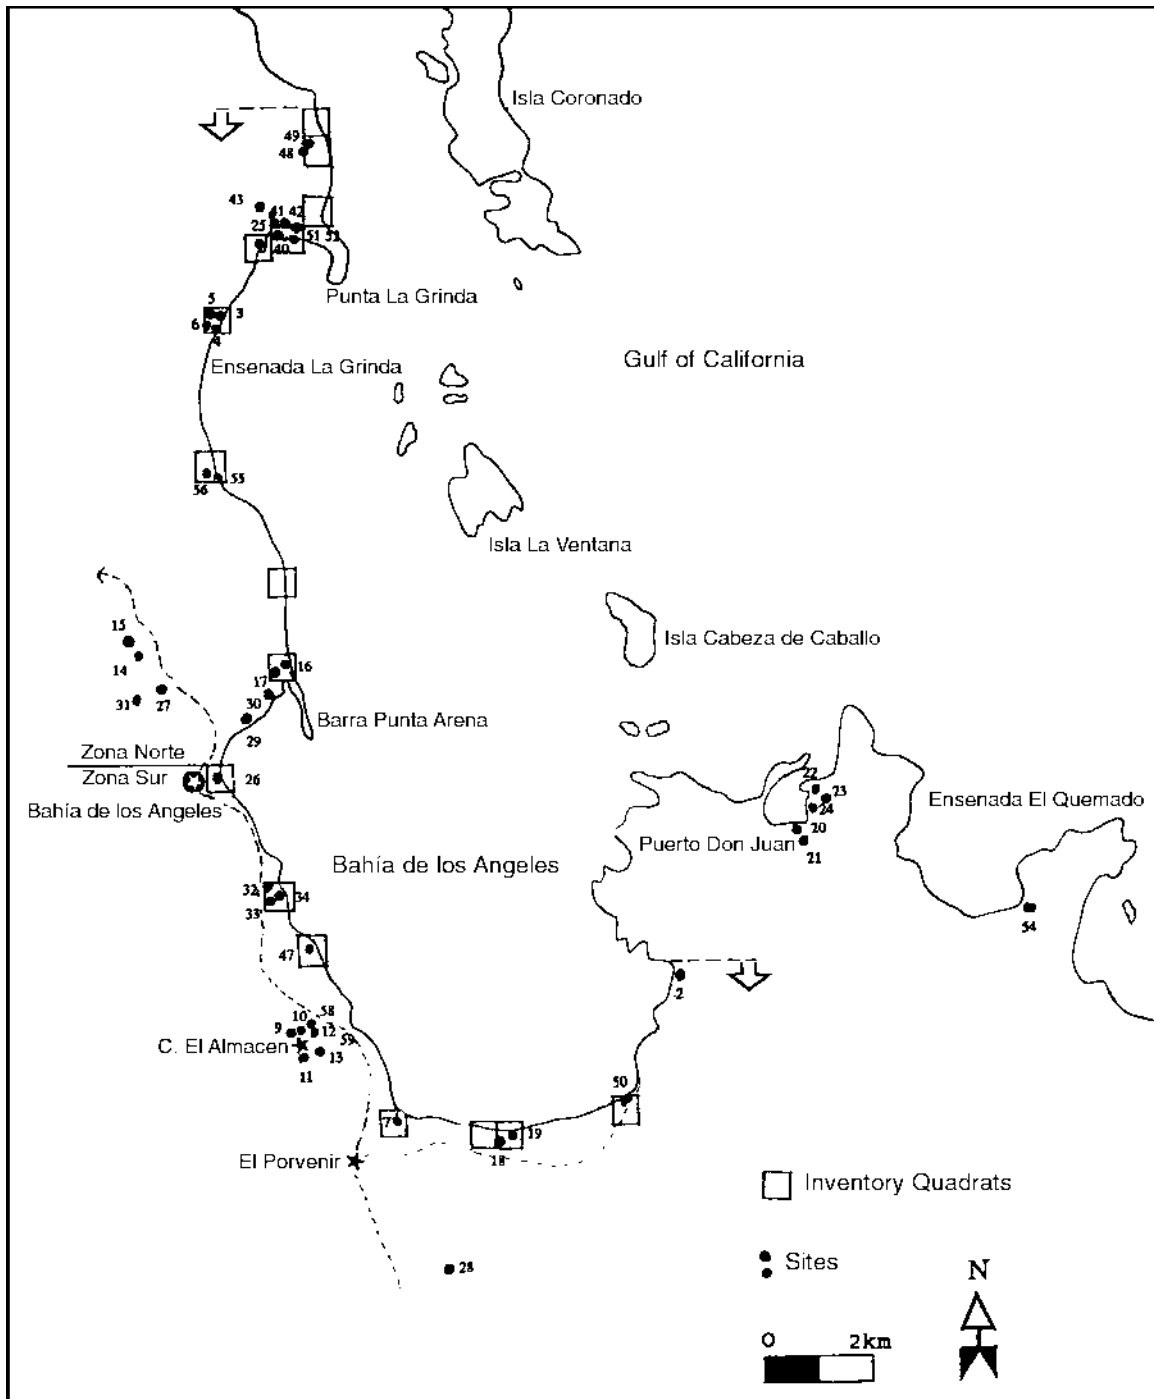 Isla Coronado
49
48
43
41
42
25
40
51
52
Punta La Grinda
5
3
6
4
Ensenada La Grinda
Gulf of California
56
55
Isla La Ventana
15
14
31
27
Isla Cabeza de Caballo
16
17
30
29
Barra Punta Arena
Zona Norte
Zona Sur
26
Bahía de los Angeles
22
23
24
20
21
Puerto Don Juan
Ensenada El Quemado
54
Bahía de los Angeles
32
34
33
47
2
10
58
9
12
59
C. El Almacen
13
11
50
7
19
18
El Porvenir
28
Inventory Quadrats
Sites
N
0 2km